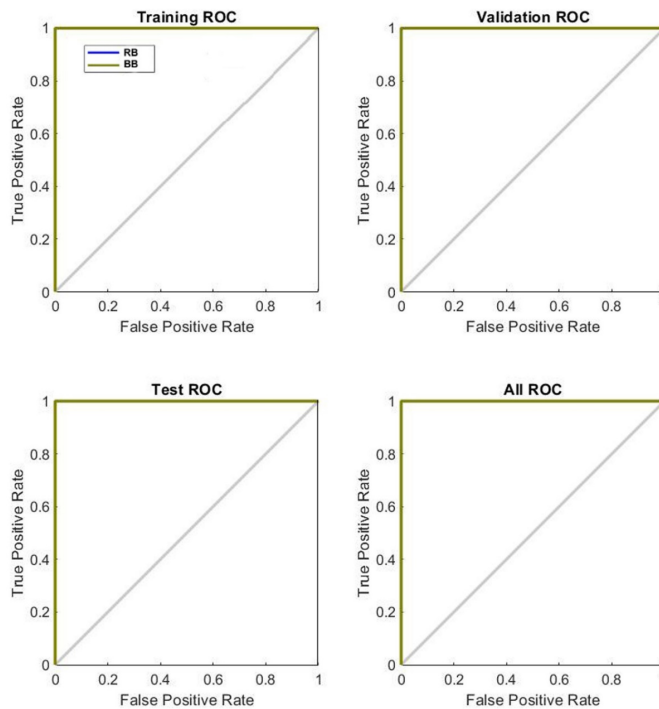 Training ROC
RB
BB
1
0.8
0.6
0.4
0.2
0
True Positive Rate
0 0.2 0.4 0.6 0.8 1
False Positive Rate
Validation ROC
1
0.8
0.6
0.4
0.2
0
True Positive Rate
0 0.2 0.4 0.6 0.8
False Positive Rate
Test ROC
1
0.8
0.6
0.4
0.2
0
True Positive Rate
0 0.2 0.4 0.6 0.8 1
False Positive Rate
All ROC
1
0.8
0.6
0.4
0.2
0
True Positive Rate
0 0.2 0.4 0.6 0.8
False Positive Rate